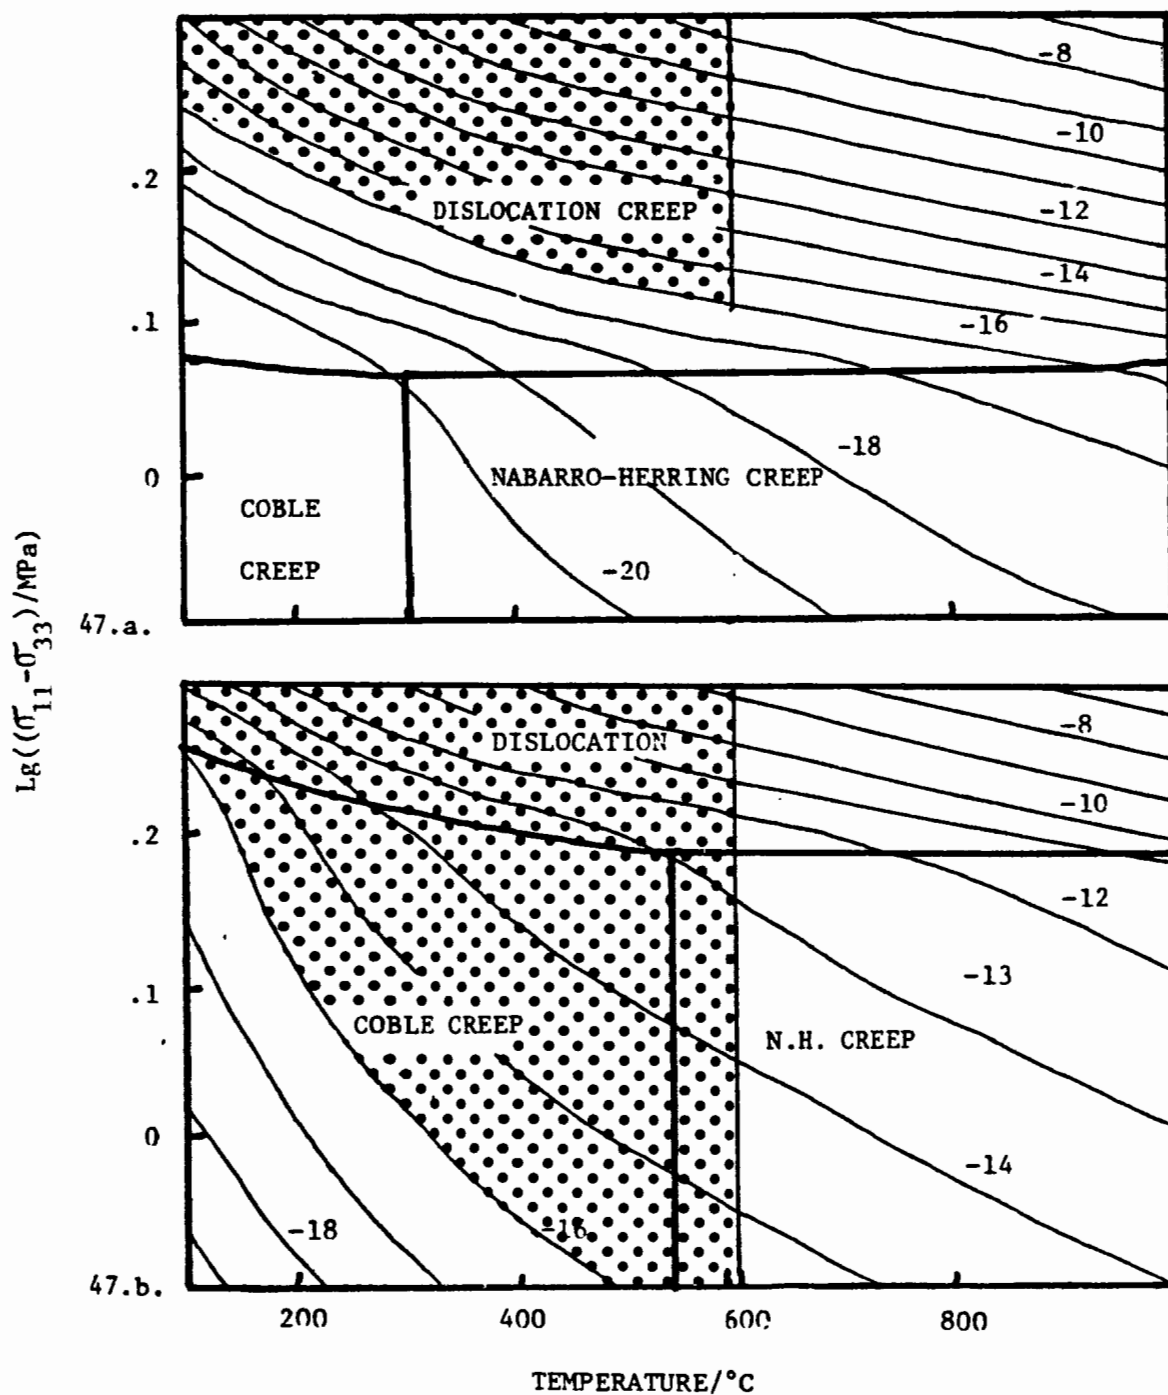 -8
-10
.2
DISLOCATION CREEP
-12
-14
.1
-16
-18
0
NABARRO-HERRING CREEP
COBLE
CREEP
-20
47.a.
Lg((σ11-σ33)/MPa)
DISLOCATION
-8
-10
.2
-12
-13
.1
COBLE CREEP
N.H. CREEP
0
-14
-18
-16
47.b.
200 400 600 800
TEMPERATURE/°C